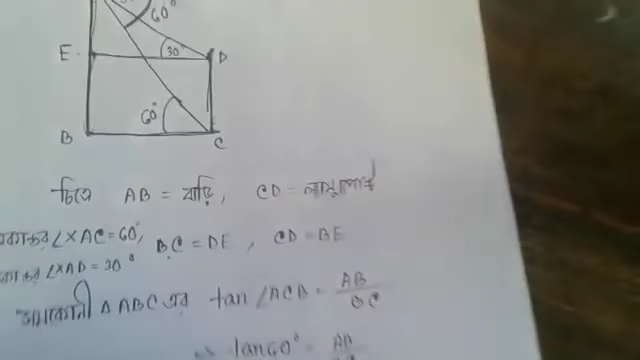 60°
E
30°
D
60°
B
C
চিত্রে AB = বাড়ি, CD = ল্যাম্পপোস্ট
∠XAC = 60°, BC = DE, CD = BE
∠XAD = 30°
ΔABC এর tan ∠ACB = AB / BC
tan60° = AB